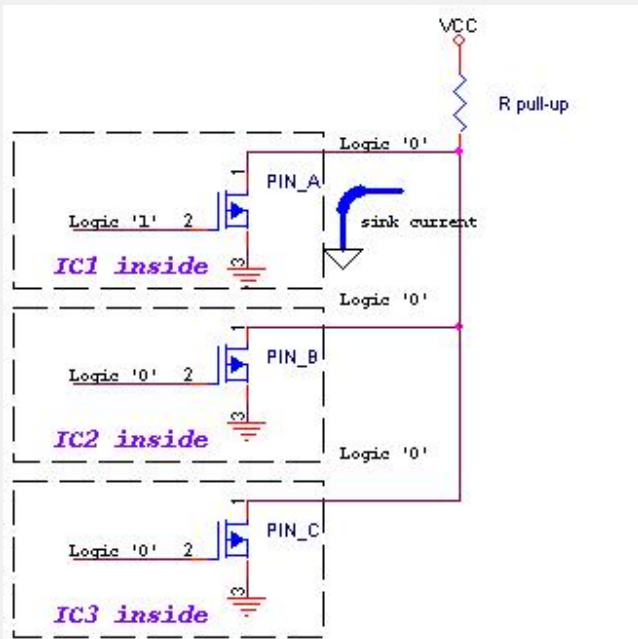 VCC
R pull-up
Logic '0'
1
PIN_A
Logic '1' 2
sink current
3
IC1 inside
Logic '0'
1
PIN_B
Logic '0' 2
3
IC2 inside
Logic '0'
1
PIN_C
Logic '0' 2
3
IC3 inside